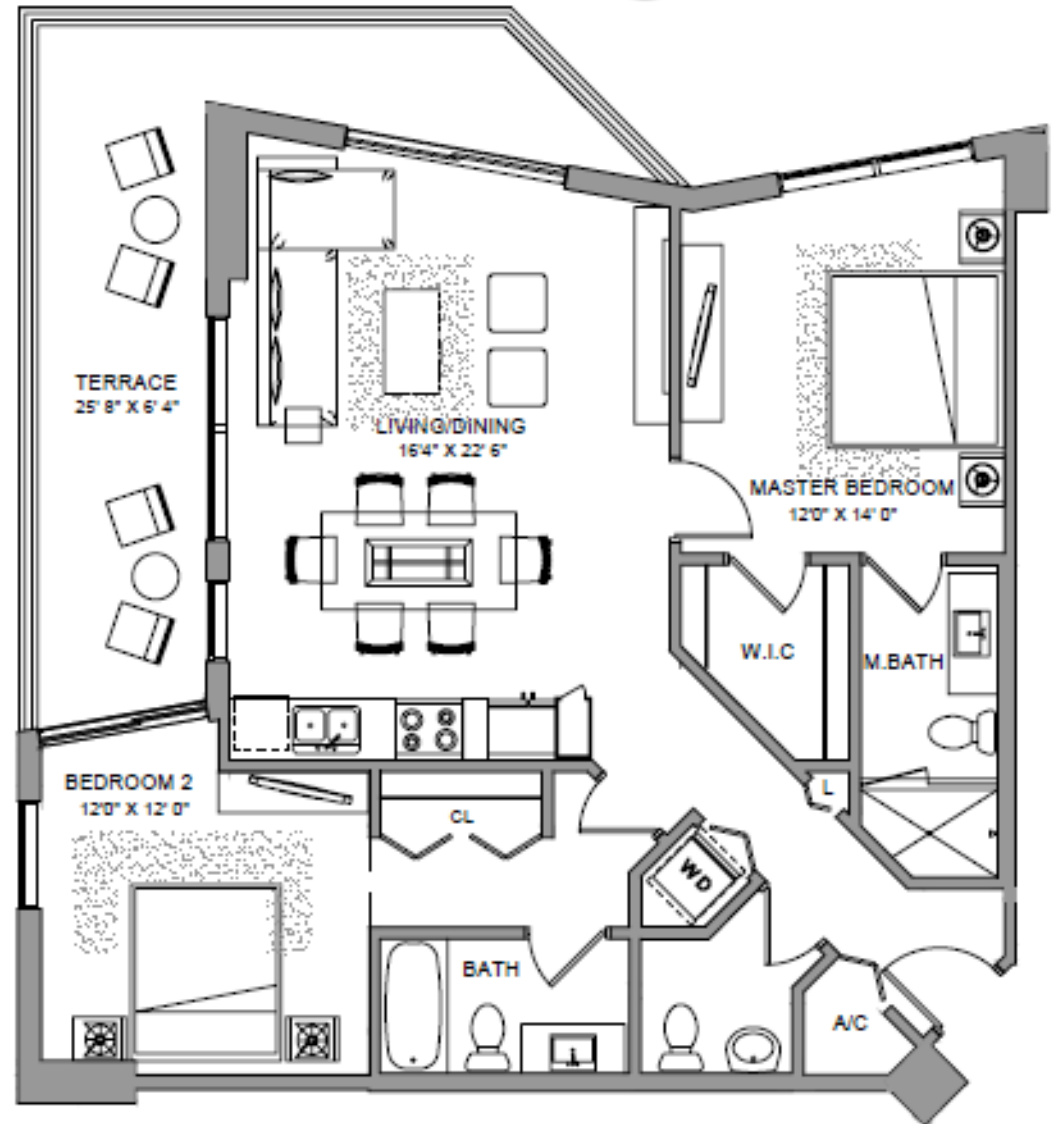 TERRACE
25' 8" X 6' 4"
LIVING/DINING
16'4" X 22' 6"
MASTER BEDROOM
12'0" X 14' 0"
W.I.C
M.BATH
BEDROOM 2
12'0" X 12' 0"
CL
L
WD
BATH
A/C